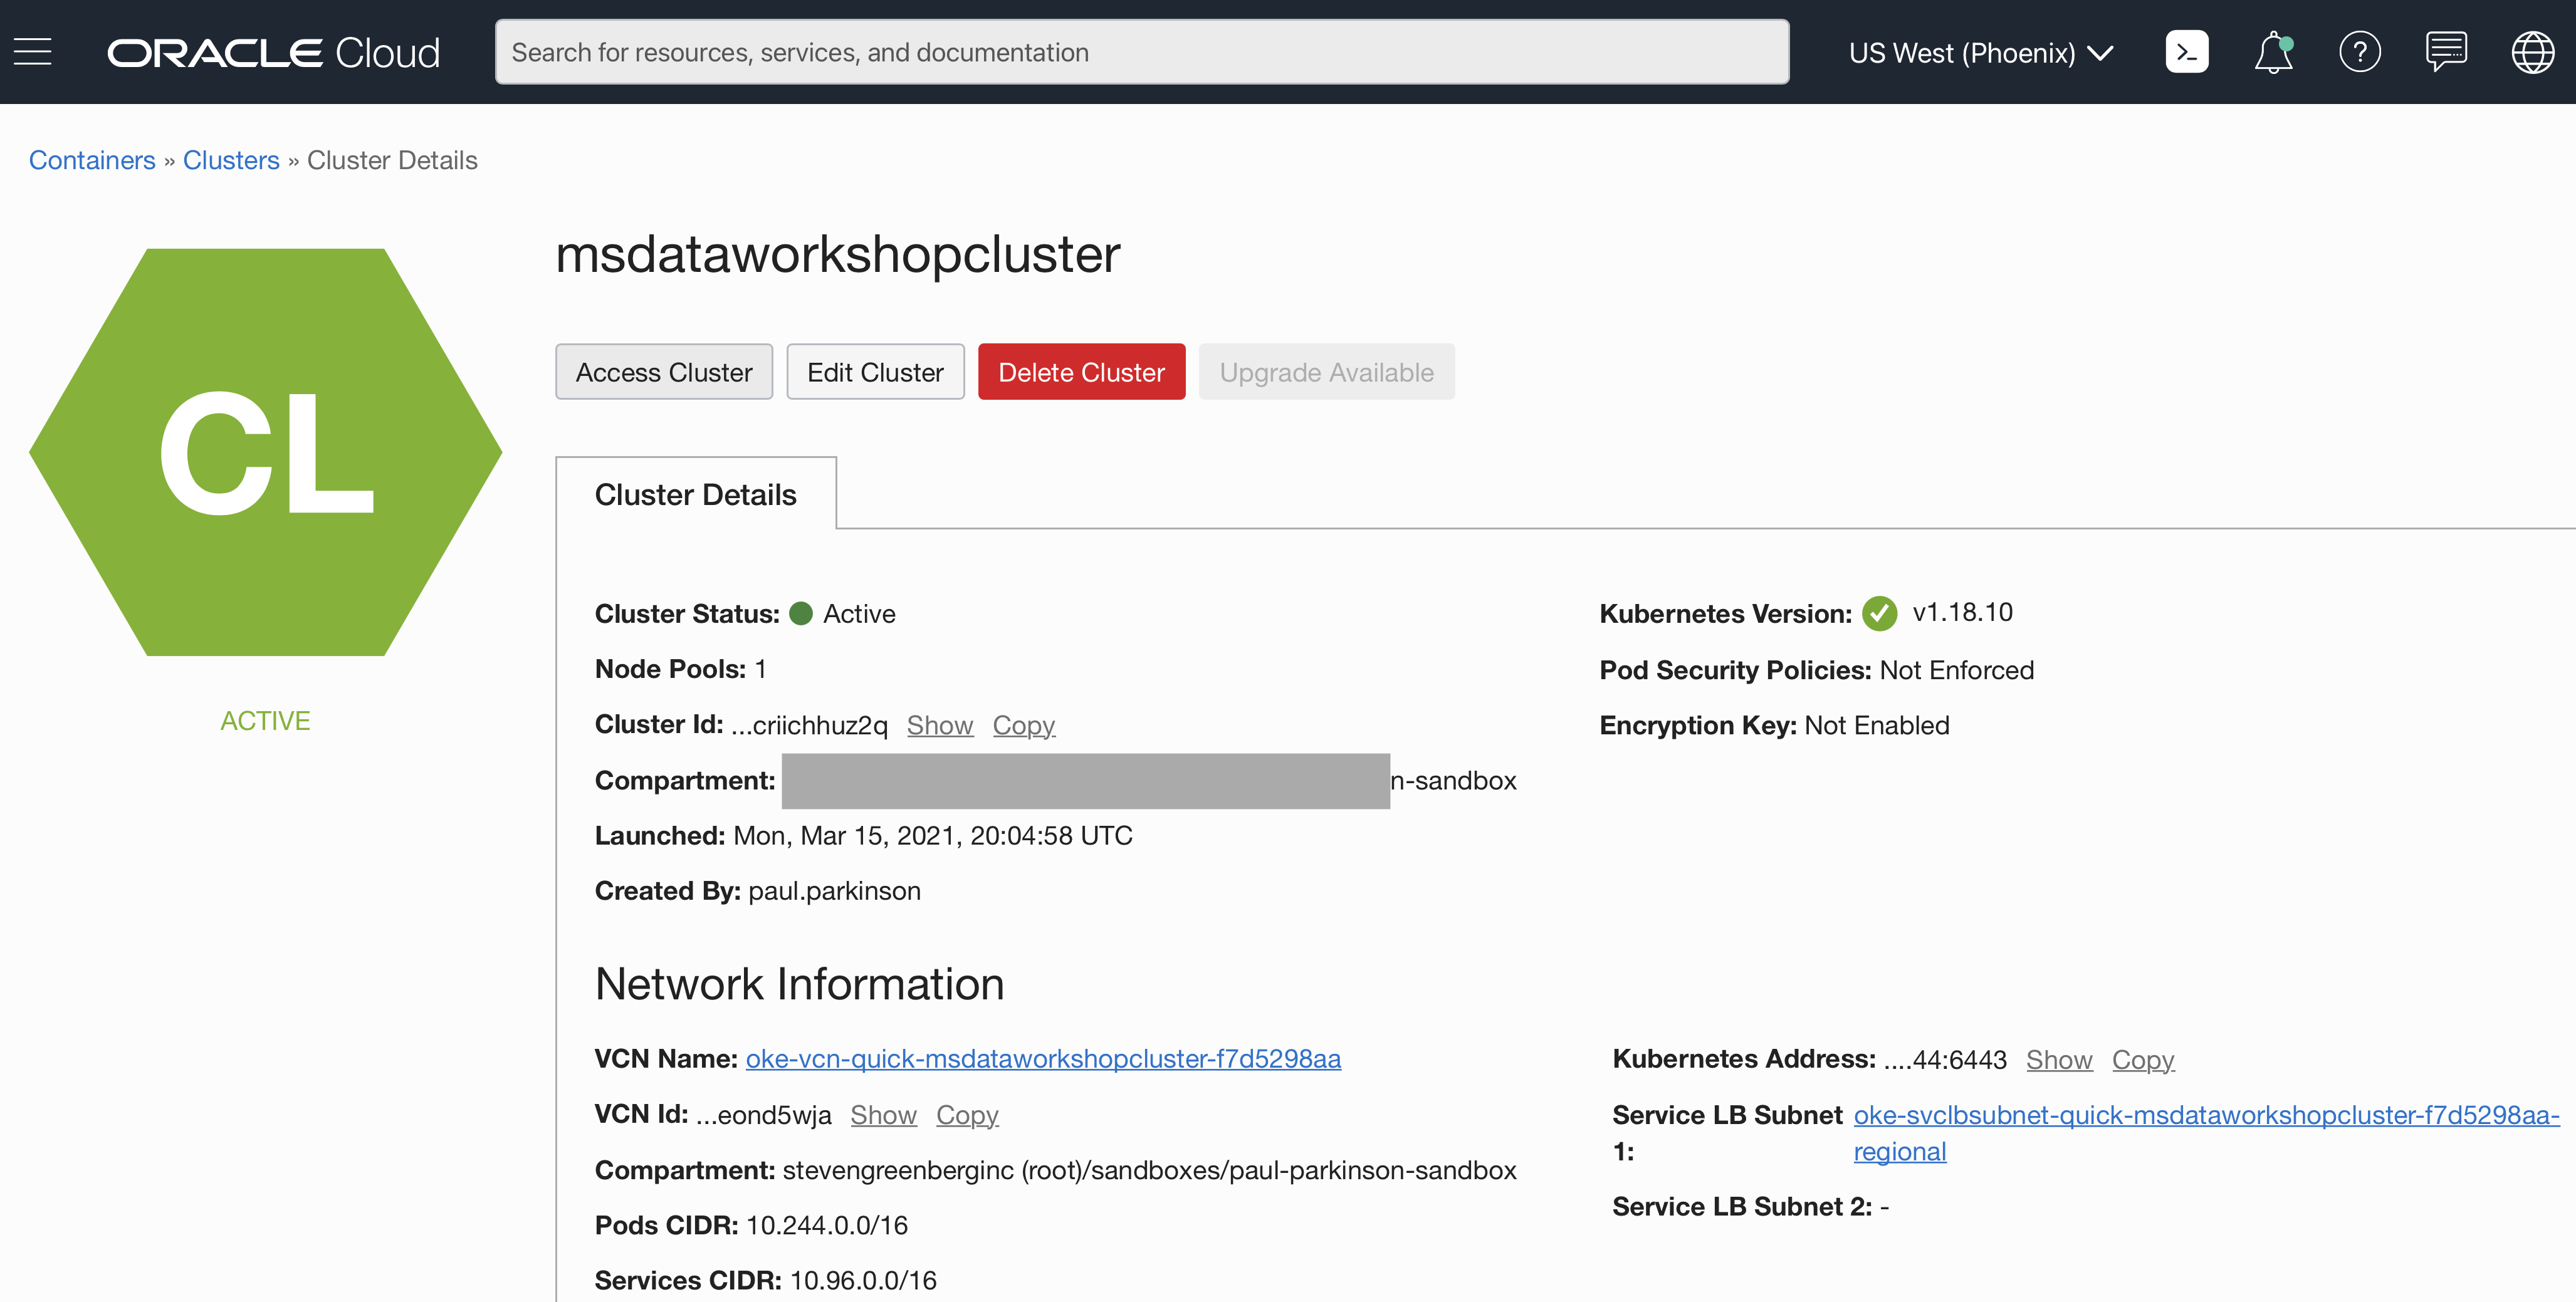 ORACLE Cloud
Search for resources, services, and documentation
US West (Phoenix)
Containers » Clusters » Cluster Details
CL
ACTIVE
msdataworkshopcluster
Access Cluster
Edit Cluster
Delete Cluster
Upgrade Available
Cluster Details
Cluster Status: Active
Node Pools: 1
Cluster Id: ...criichhuz2q Show Copy
Compartment: n-sandbox
Launched: Mon, Mar 15, 2021, 20:04:58 UTC
Created By: paul.parkinson
Kubernetes Version: v1.18.10
Pod Security Policies: Not Enforced
Encryption Key: Not Enabled
Network Information
VCN Name: oke-vcn-quick-msdataworkshopcluster-f7d5298aa
VCN Id: ...eond5wja Show Copy
Compartment: stevengreenberginc (root)/sandboxes/paul-parkinson-sandbox
Pods CIDR: 10.244.0.0/16
Services CIDR: 10.96.0.0/16
Kubernetes Address: ....44:6443 Show Copy
Service LB Subnet oke-svclbsubnet-quick-msdataworkshopcluster-f7d5298aa-
1: regional
Service LB Subnet 2: -